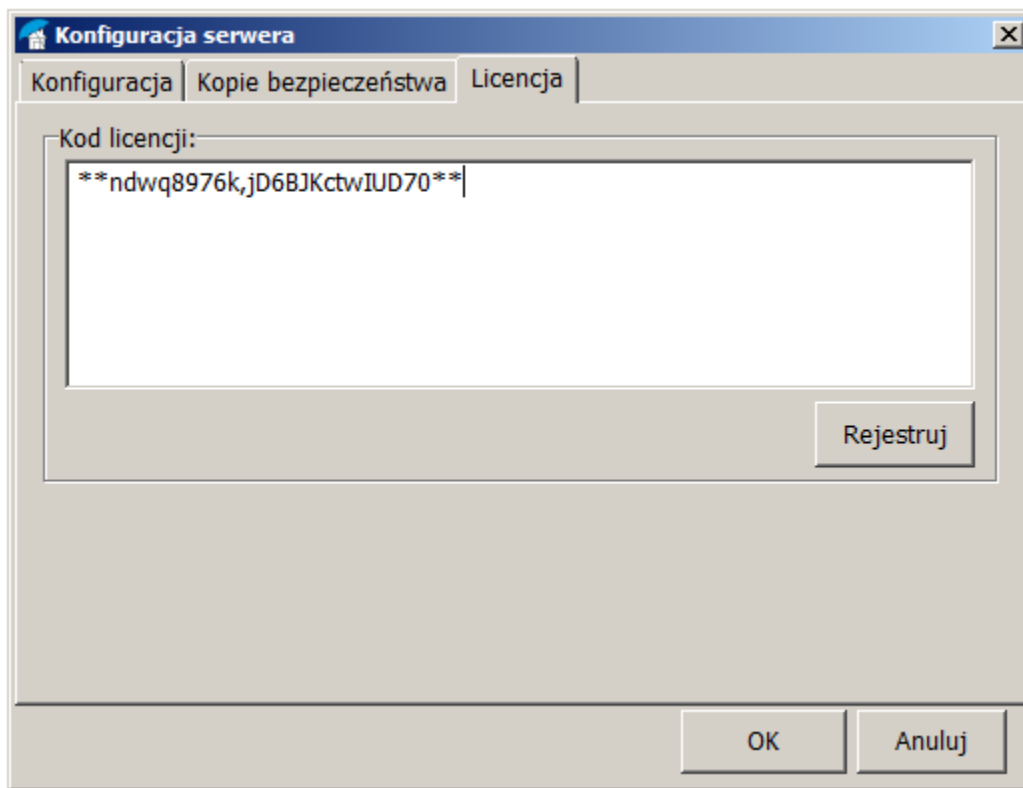 Konfiguracja serwera
Konfiguracja Kopie bezpieczeństwa Licencja
Kod licencji:
**ndwq8976k,jD6BJKctwIUD70**
Rejestruj
OK Anuluj